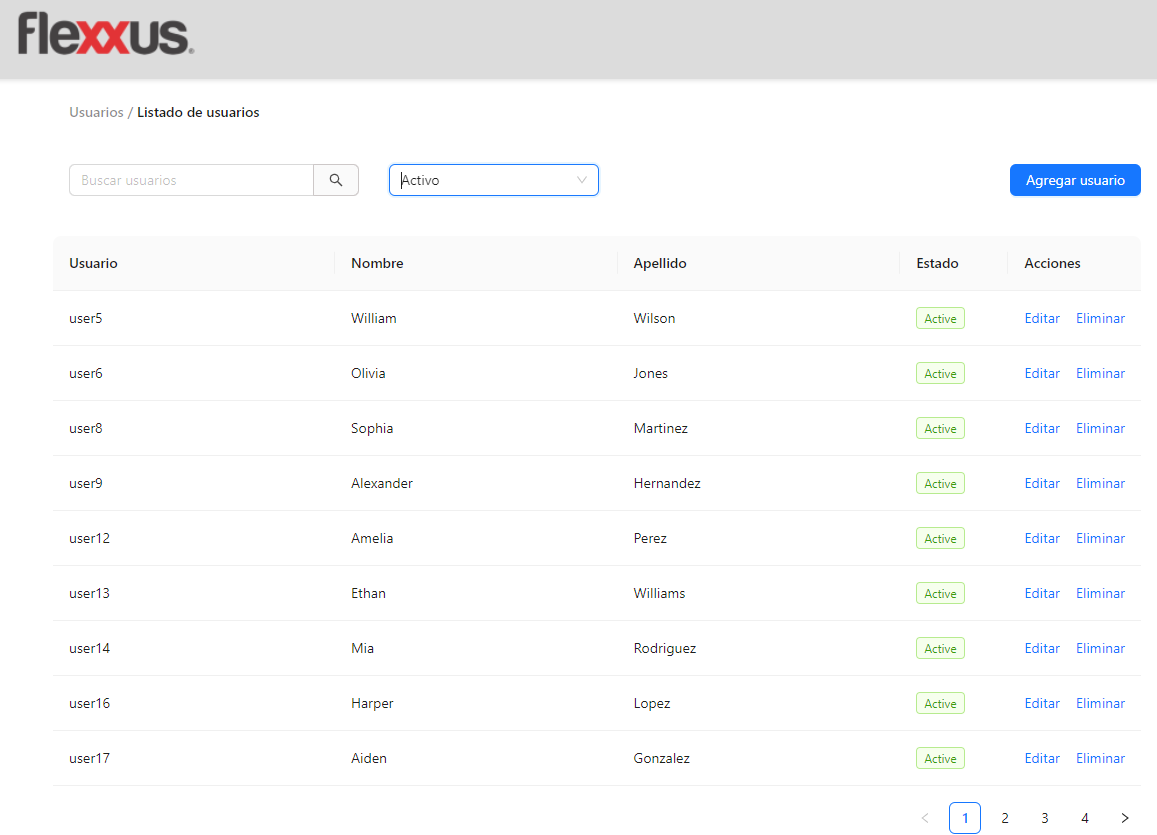 flexxus®
Usuarios / Listado de usuarios
Buscar usuarios Activo Agregar usuario
Usuario Nombre Apellido Estado Acciones
user5 William Wilson Active Editar Eliminar
user6 Olivia Jones Active Editar Eliminar
user8 Sophia Martinez Active Editar Eliminar
user9 Alexander Hernandez Active Editar Eliminar
user12 Amelia Perez Active Editar Eliminar
user13 Ethan Williams Active Editar Eliminar
user14 Mia Rodriguez Active Editar Eliminar
user16 Harper Lopez Active Editar Eliminar
user17 Aiden Gonzalez Active Editar Eliminar
< 1 2 3 4 >